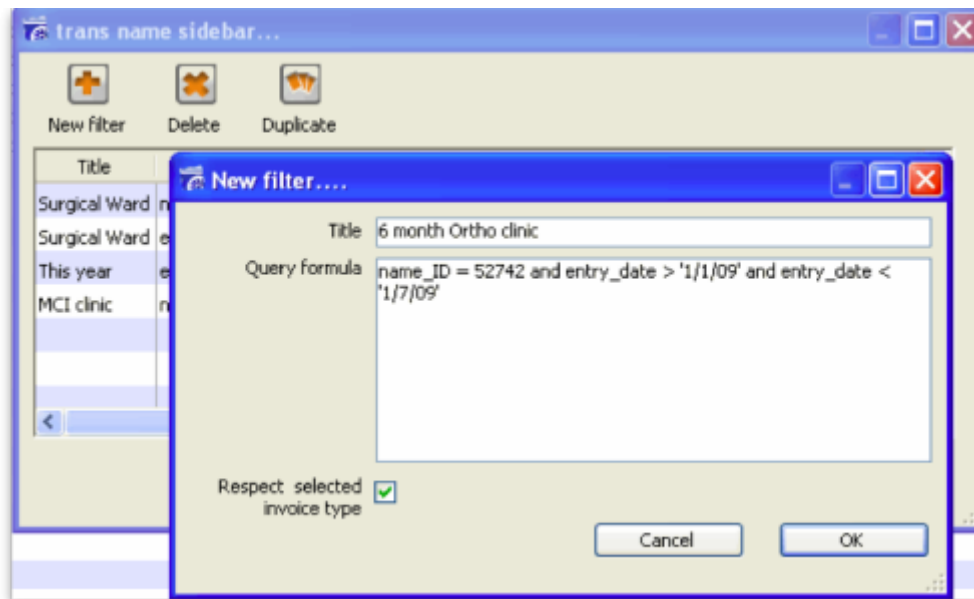 trans name sidebar...
New filter Delete Duplicate
Title
Surgical Ward n
Surgical Ward e
This year e
MCI clinic n
New filter....
Title 6 month Ortho clinic
Query formula name_ID = 52742 and entry_date > '1/1/09' and entry_date <
'1/7/09'
Respect selected
invoice type
Cancel OK